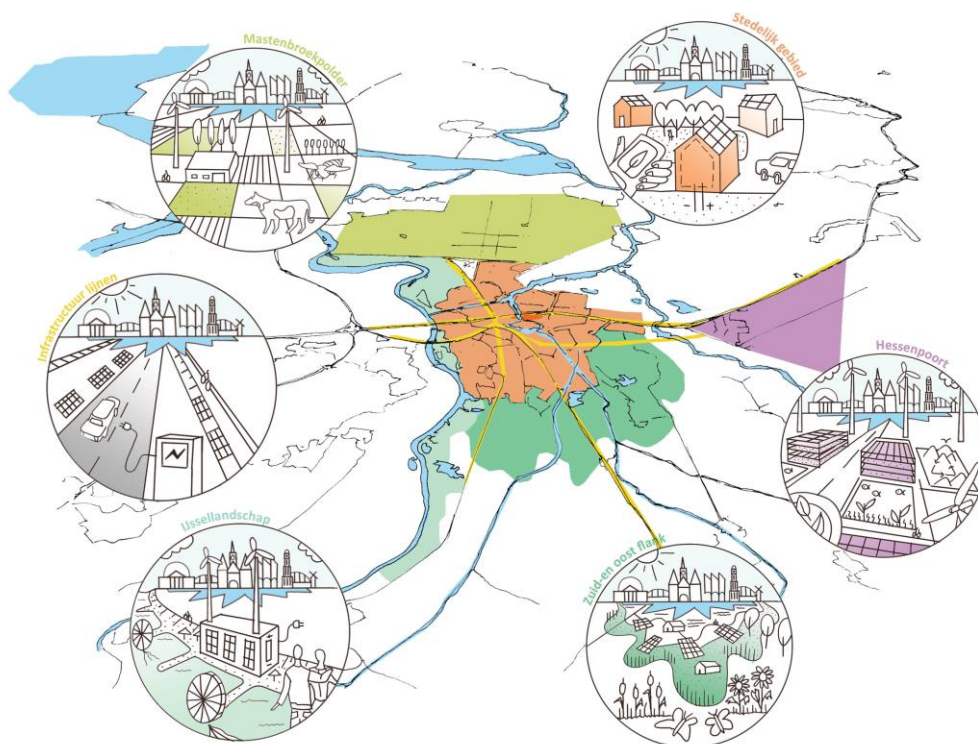 Mastenbroekpolder
Stedelijk gebied
Infrastructuur lijnen
Hessenpoort
IJssellandschap
Zuid-en oost flank